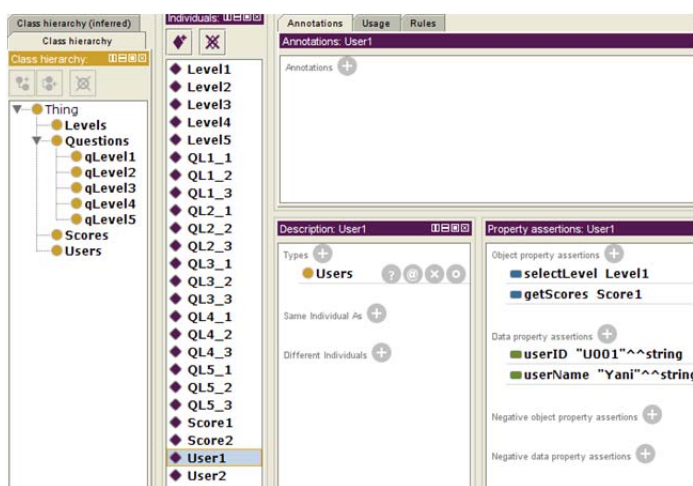 Class hierarchy (inferred)
Class hierarchy
Class hierarchy:
Thing
Levels
Questions
qLevel1
qLevel2
qLevel3
qLevel4
qLevel5
Scores
Users
Individuals: User1
Level1
Level2
Level3
Level4
Level5
QL1_1
QL1_2
QL1_3
QL2_1
QL2_2
QL2_3
QL3_1
QL3_2
QL3_3
QL4_1
QL4_2
QL4_3
QL5_1
QL5_2
QL5_3
Score1
Score2
User1
User2
Annotations Usage Rules
Annotations: User1
Annotations
Description: User1
Types
Users
Same Individual As
Different Individuals
Property assertions: User1
Object property assertions
selectLevel Level1
getScores Score1
Data property assertions
userID "U001"^^string
userName "Yani"^^string
Negative object property assertions
Negative data property assertions